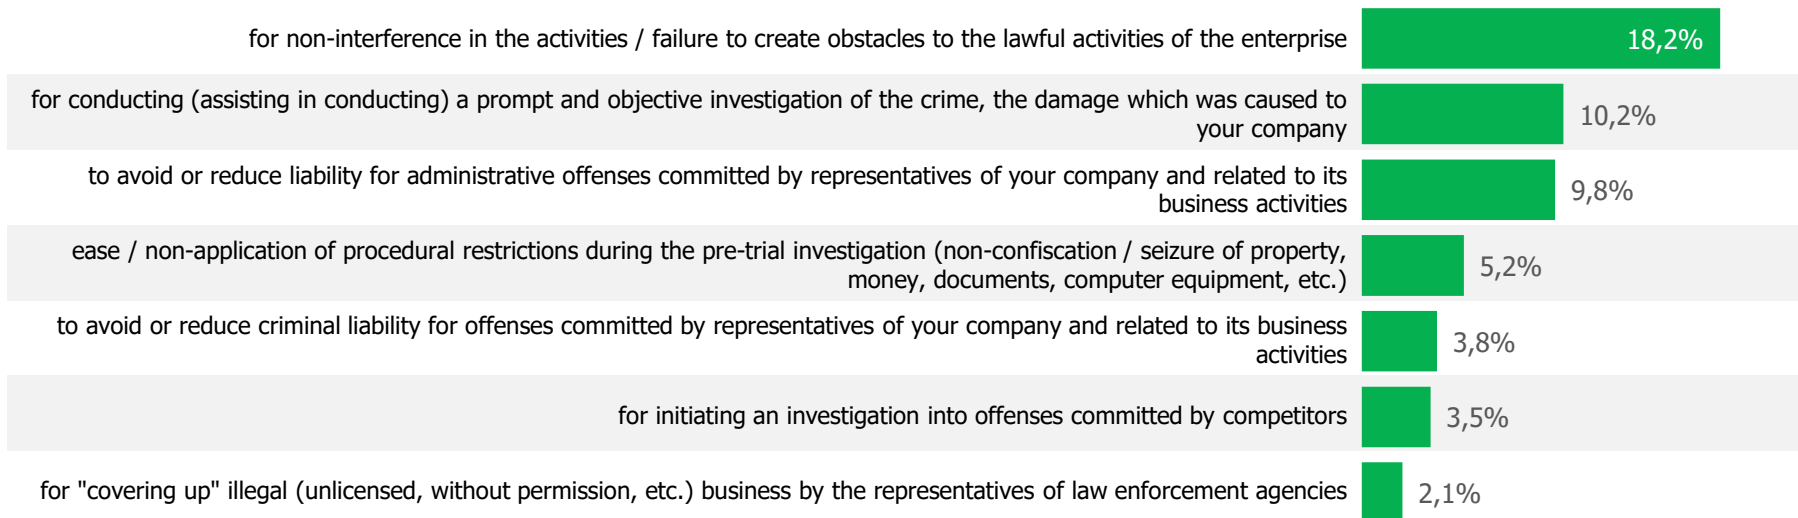 for non-interference in the activities / failure to create obstacles to the lawful activities of the enterprise
18,2%
for conducting (assisting in conducting) a prompt and objective investigation of the crime, the damage which was caused to
your company
10,2%
to avoid or reduce liability for administrative offenses committed by representatives of your company and related to its
business activities
9,8%
ease / non-application of procedural restrictions during the pre-trial investigation (non-confiscation / seizure of property,
money, documents, computer equipment, etc.)
5,2%
to avoid or reduce criminal liability for offenses committed by representatives of your company and related to its business
activities
3,8%
for initiating an investigation into offenses committed by competitors
3,5%
for "covering up" illegal (unlicensed, without permission, etc.) business by the representatives of law enforcement agencies
2,1%